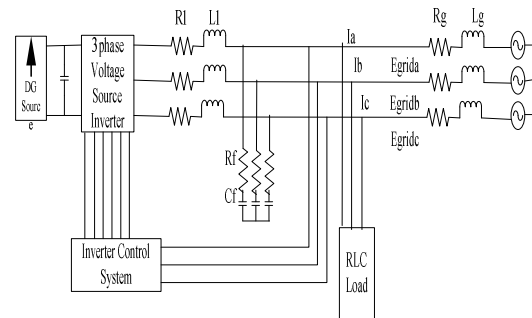 R1 L1 Ia Rg Lg
3 phase
Voltage
Source
Inverter
DG
Sourc
e
Ib Egrida
Ic Egridb
Egridc
Rf
Cf
Inverter Control
System
RLC
Load